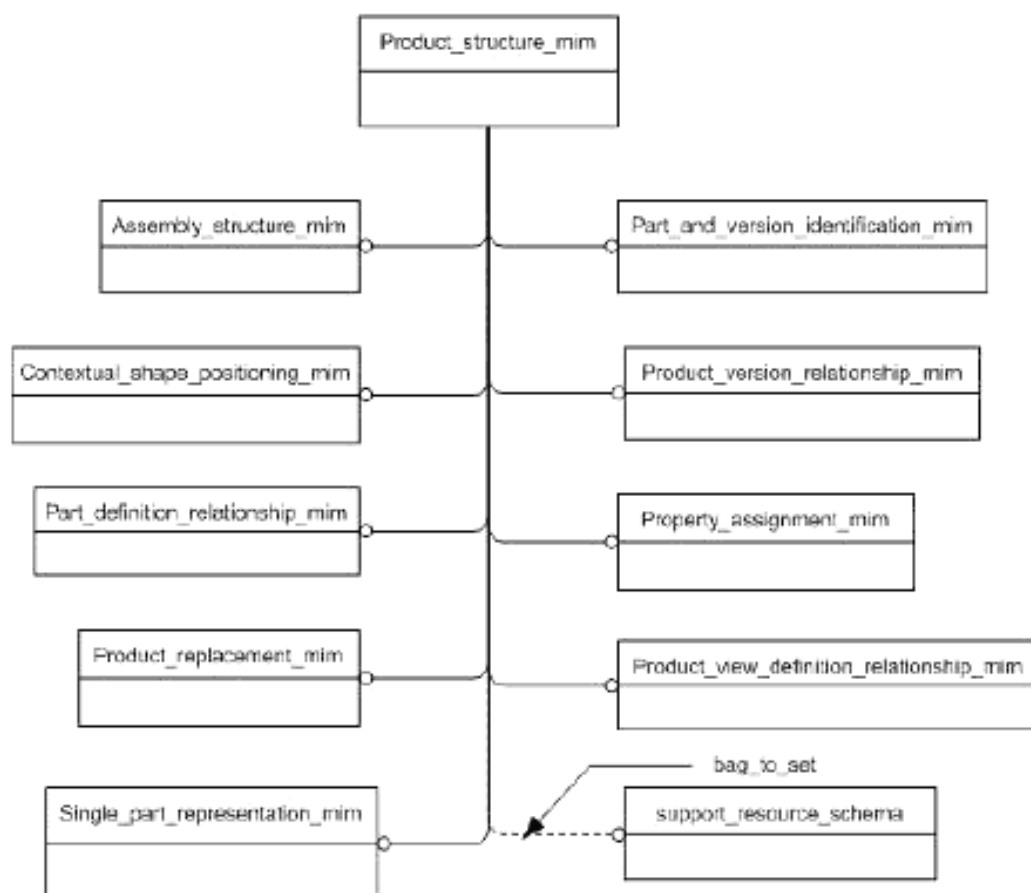 Product_structure_mim
Assembly_structure_mim
Part_and_version_identification_mim
Contextual_shape_positioning_mim
Product_version_relationship_mim
Part_definition_relationship_mim
Property_assignment_mim
Product_replacement_mim
Product_view_definition_relationship_mim
bag_to_set
Single_part_representation_mim
support_resource_schema